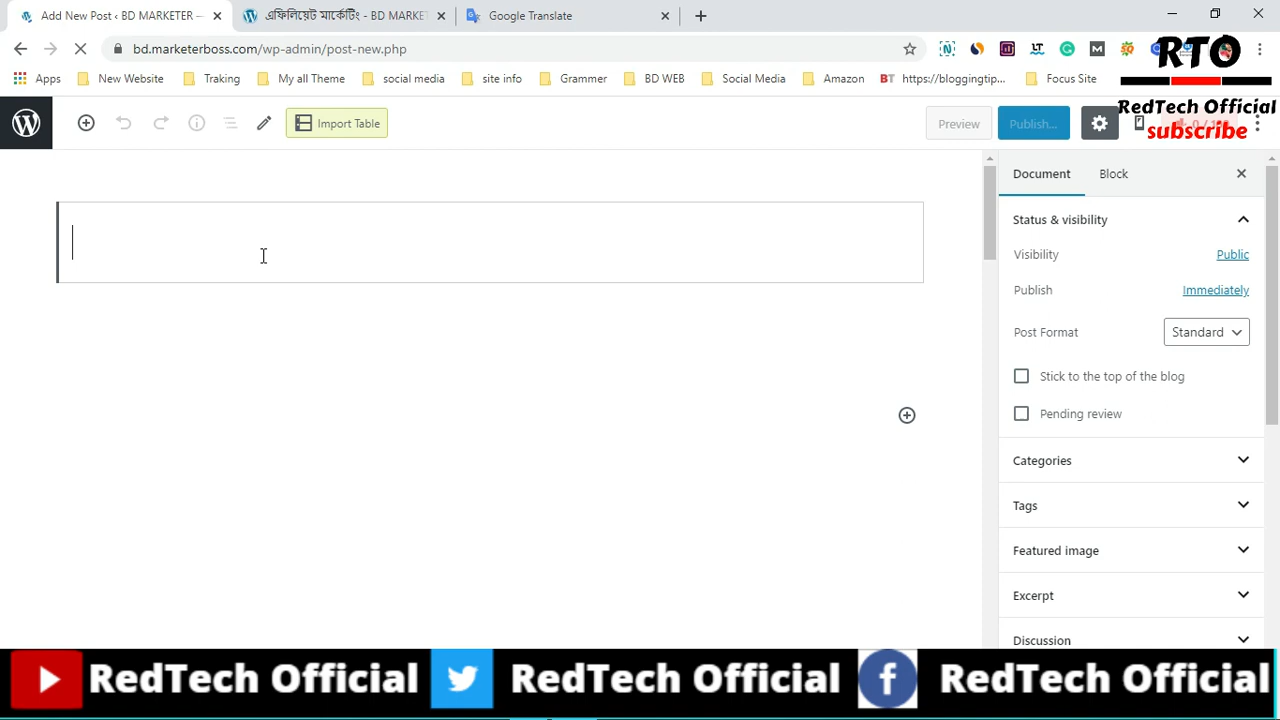 Add New Post ‹ BD MARKETER —
এফিলিয়েট মার্কেটিং - BD MARKET
Google Translate
bd.marketerboss.com/wp-admin/post-new.php
RTO
Apps
New Website
Traking
My all Theme
social media
site info
Grammer
BD WEB
Social Media
Amazon
BT https://bloggingtip...
Focus Site
RedTech Official
subscribe
Import Table
Preview
Publish...
Document
Block
Status & visibility
Visibility
Public
Publish
Immediately
Post Format
Standard
Stick to the top of the blog
Pending review
Categories
Tags
Featured image
Excerpt
Discussion
RedTech Official
RedTech Official
RedTech Official